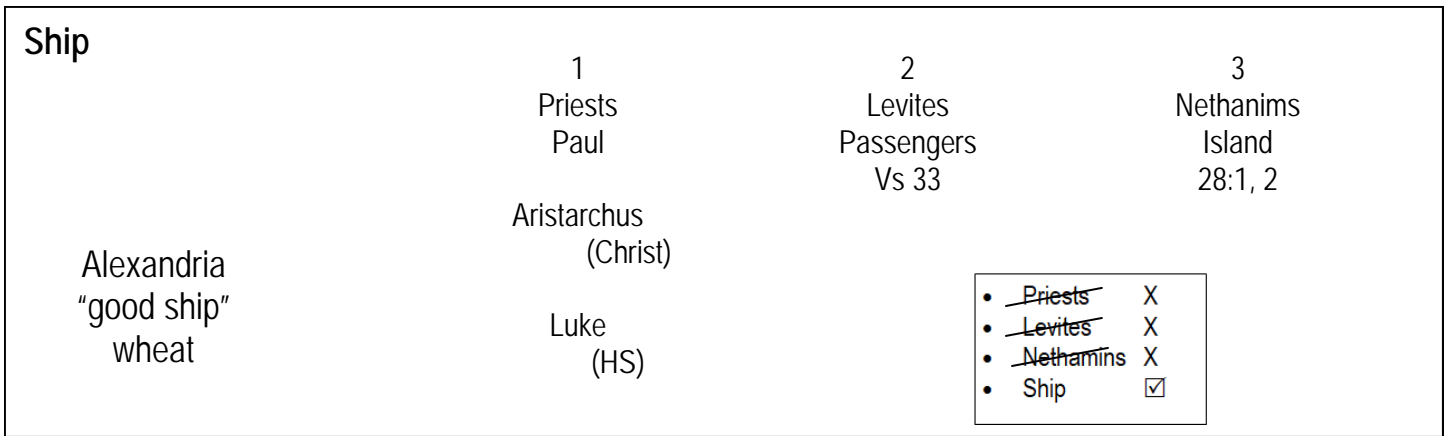 Ship
1
Priests
Paul
Aristarchus
(Christ)
Luke
(HS)
2
Levites
Passengers
Vs 33
3
Nethanims
Island
28:1, 2
Alexandria
“good ship”
wheat
• Priests X
• Levites X
• Nethamins X
• Ship ☑